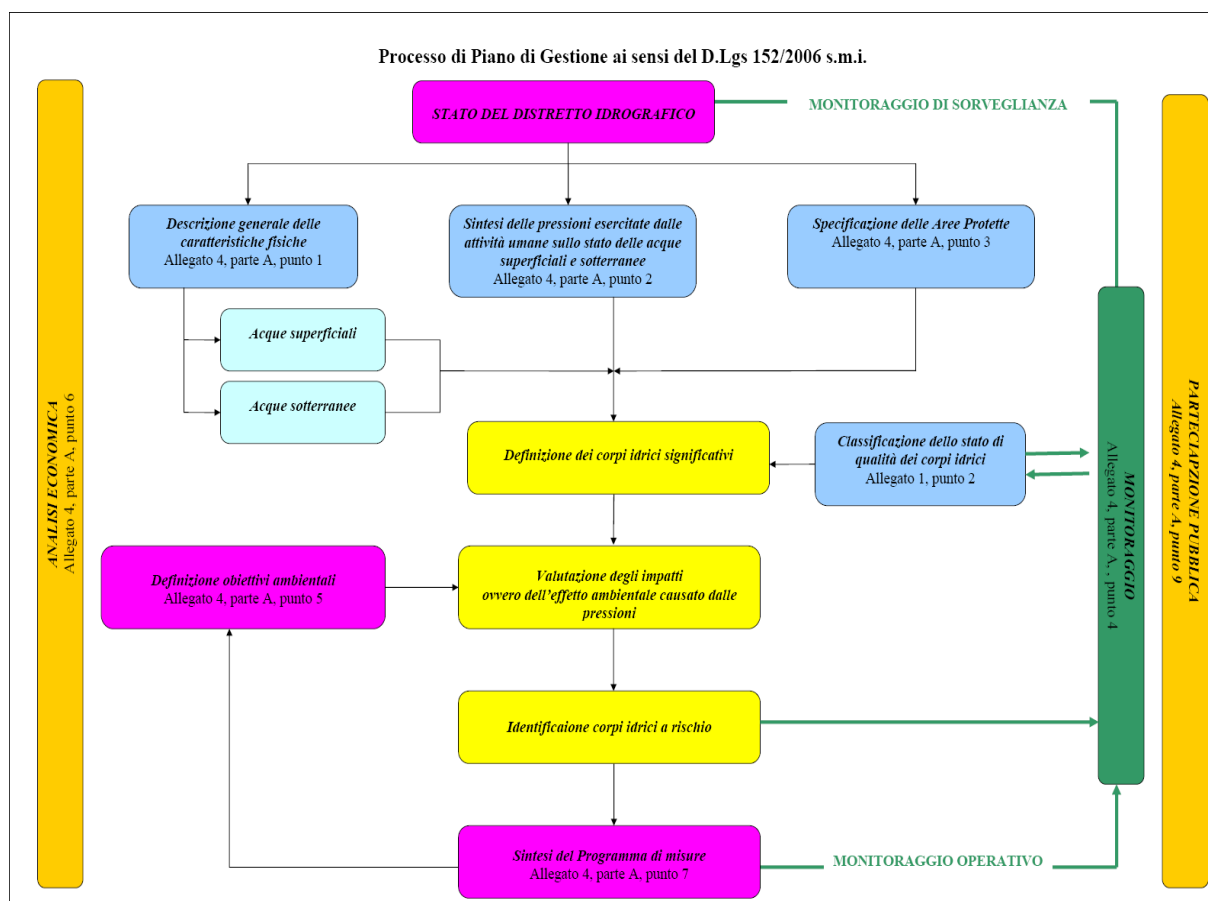 Processo di Piano di Gestione ai sensi del D.Lgs 152/2006 s.m.i.
STATO DEL DISTRETTO IDROGRAFICO
MONITORAGGIO DI SORVEGLIANZA
Descrizione generale delle
caratteristiche fisiche
Allegato 4, parte A, punto 1
Sintesi delle pressioni esercitate dalle
attività umane sullo stato delle acque
superficiali e sotterranee
Allegato 4, parte A, punto 2
Specificazione delle Aree Protette
Allegato 4, parte A, punto 3
Acque superficiali
Acque sotterranee
Definizione dei corpi idrici significativi
Classificazione dello stato di
qualità dei corpi idrici
Allegato 1, punto 2
Definizione obiettivi ambientali
Allegato 4, parte A, punto 5
Valutazione degli impatti
ovvero dell'effetto ambientale causato dalle
pressioni
Identificaione corpi idrici a rischio
Sintesi del Programma di misure
Allegato 4, parte A, punto 7
MONITORAGGIO OPERATIVO
ANALISI ECONOMICA
Allegato 4, parte A, punto 6
MONITORAGGIO
Allegato 4, parte A, , punto 4
PARTECIAPZIONE PUBBLICA
Allegato 4, parte A, punto 9